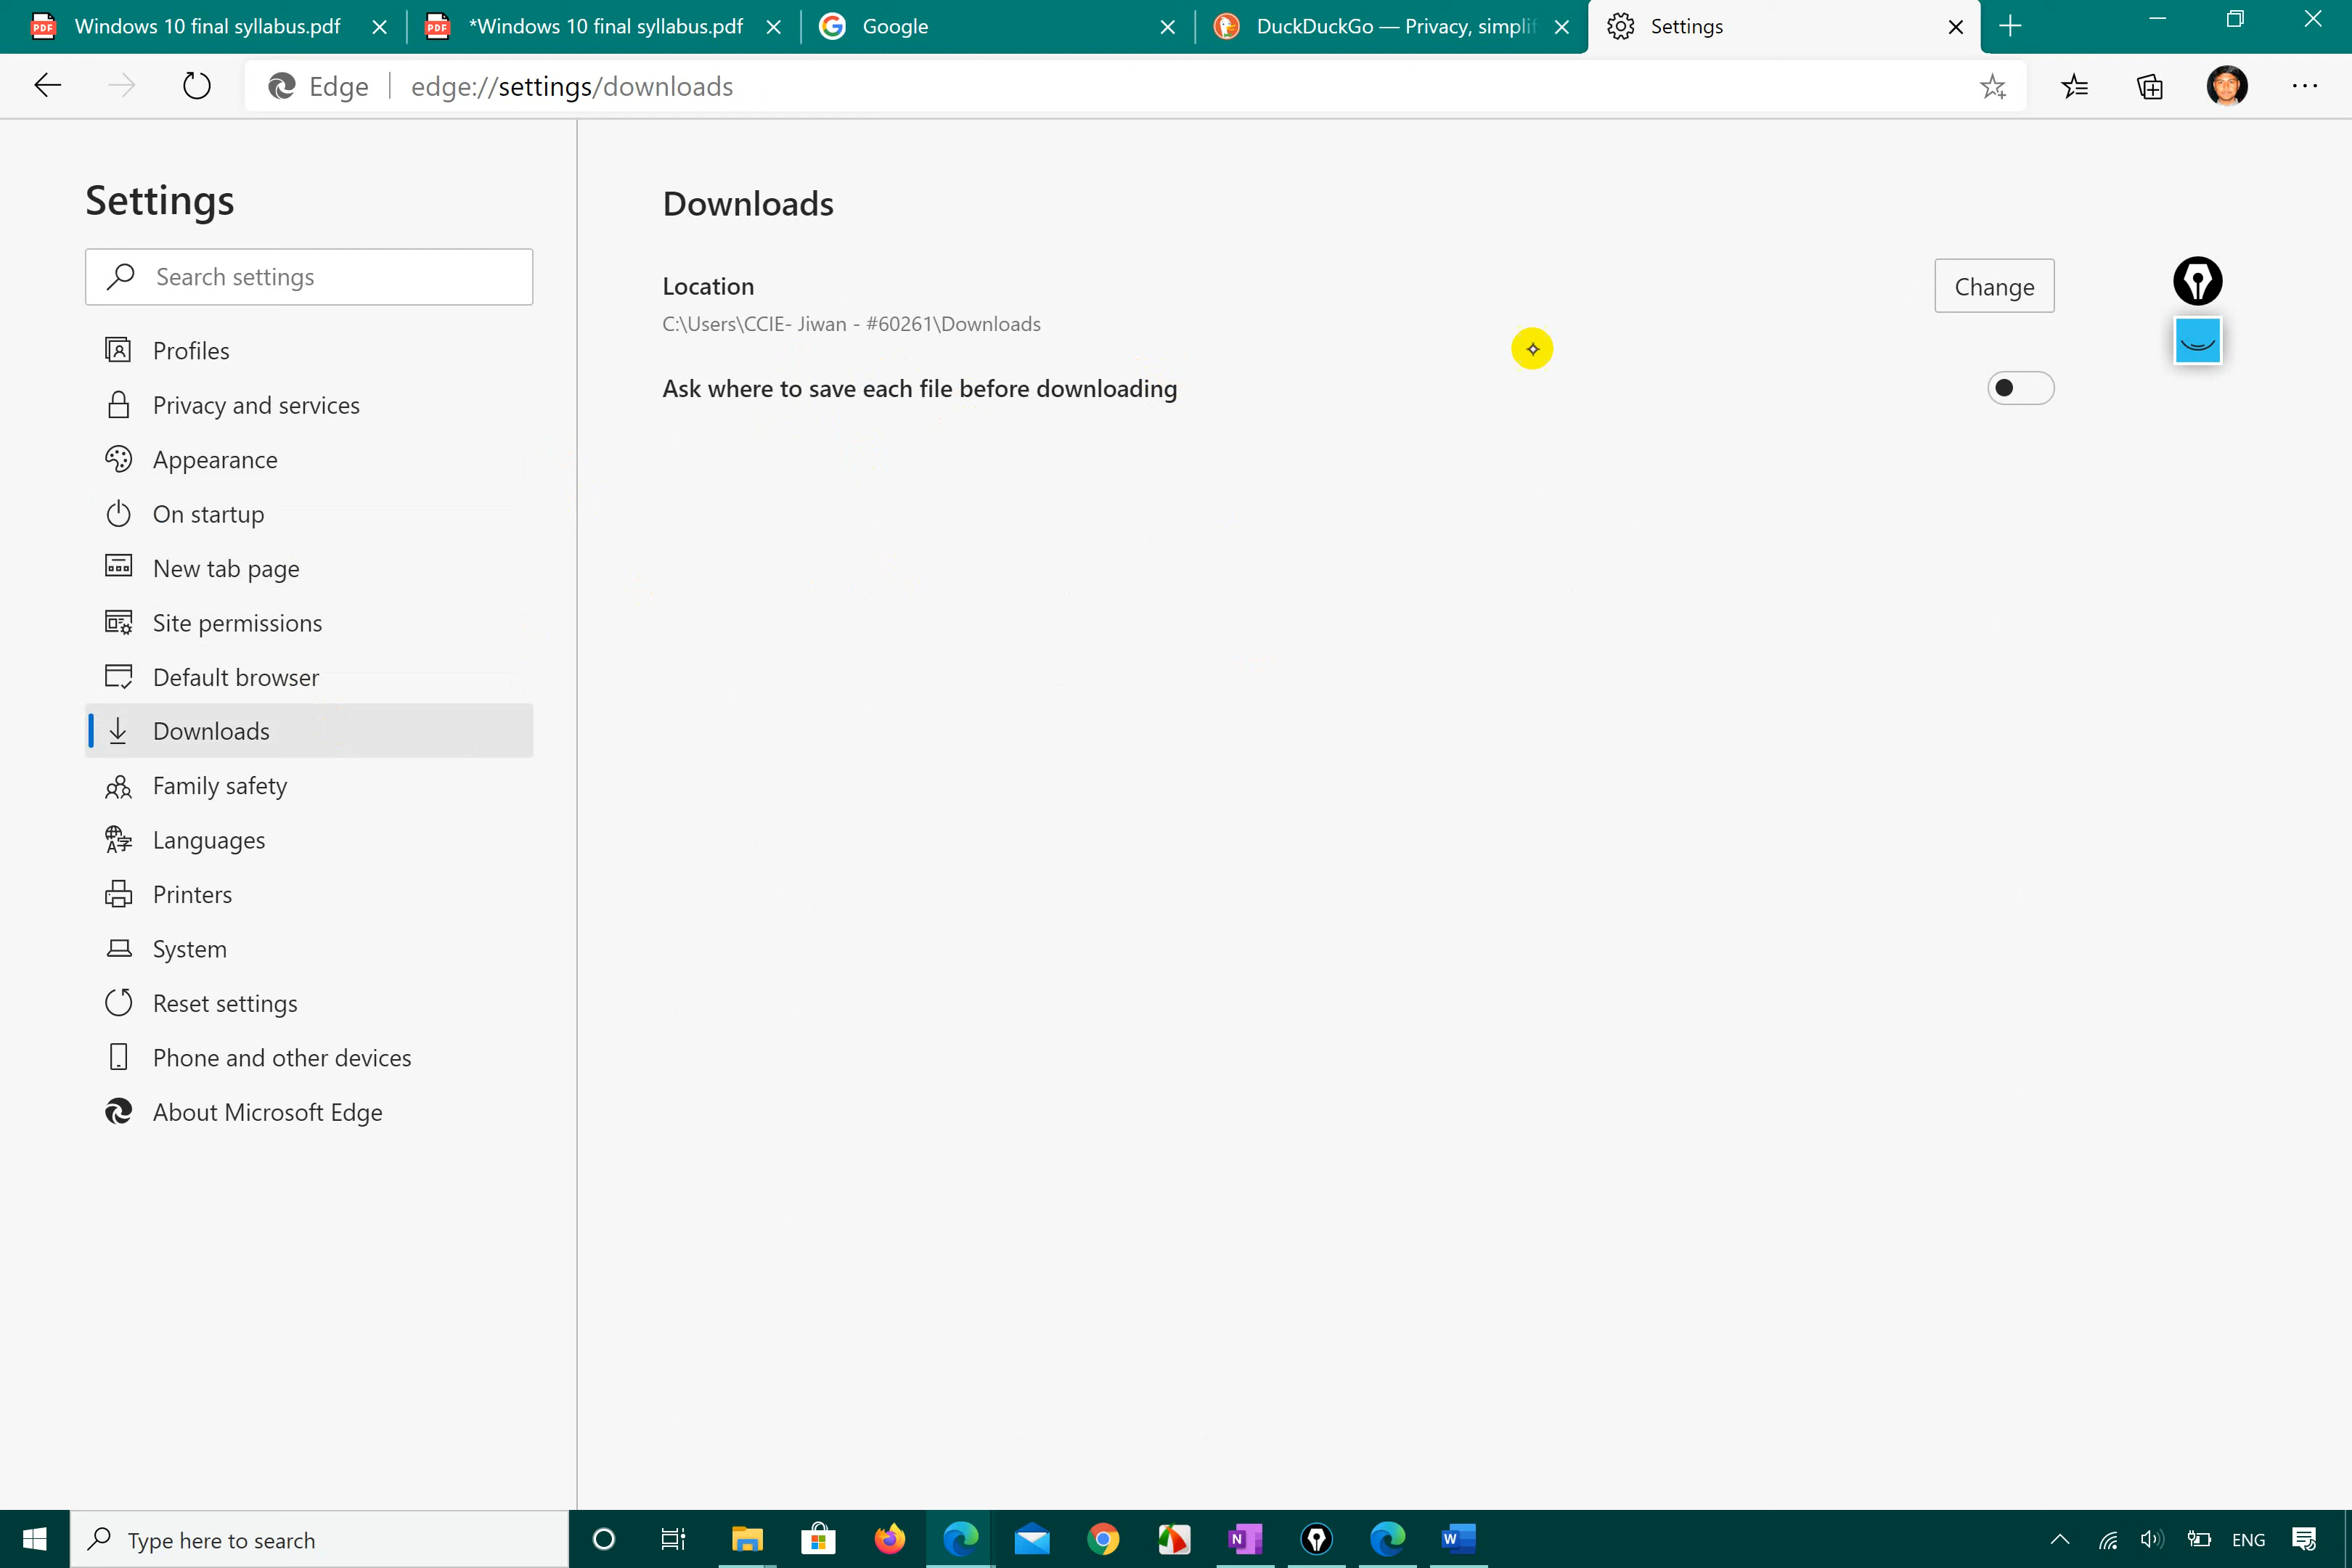 Windows 10 final syllabus.pdf
*Windows 10 final syllabus.pdf
Google
DuckDuckGo — Privacy, simplif
Settings
Edge
edge://settings/downloads
Settings
Search settings
Profiles
Privacy and services
Appearance
On startup
New tab page
Site permissions
Default browser
Downloads
Family safety
Languages
Printers
System
Reset settings
Phone and other devices
About Microsoft Edge
Downloads
Location
Change
C:\Users\CCIE- Jiwan - #60261\Downloads
Ask where to save each file before downloading
Type here to search
ENG